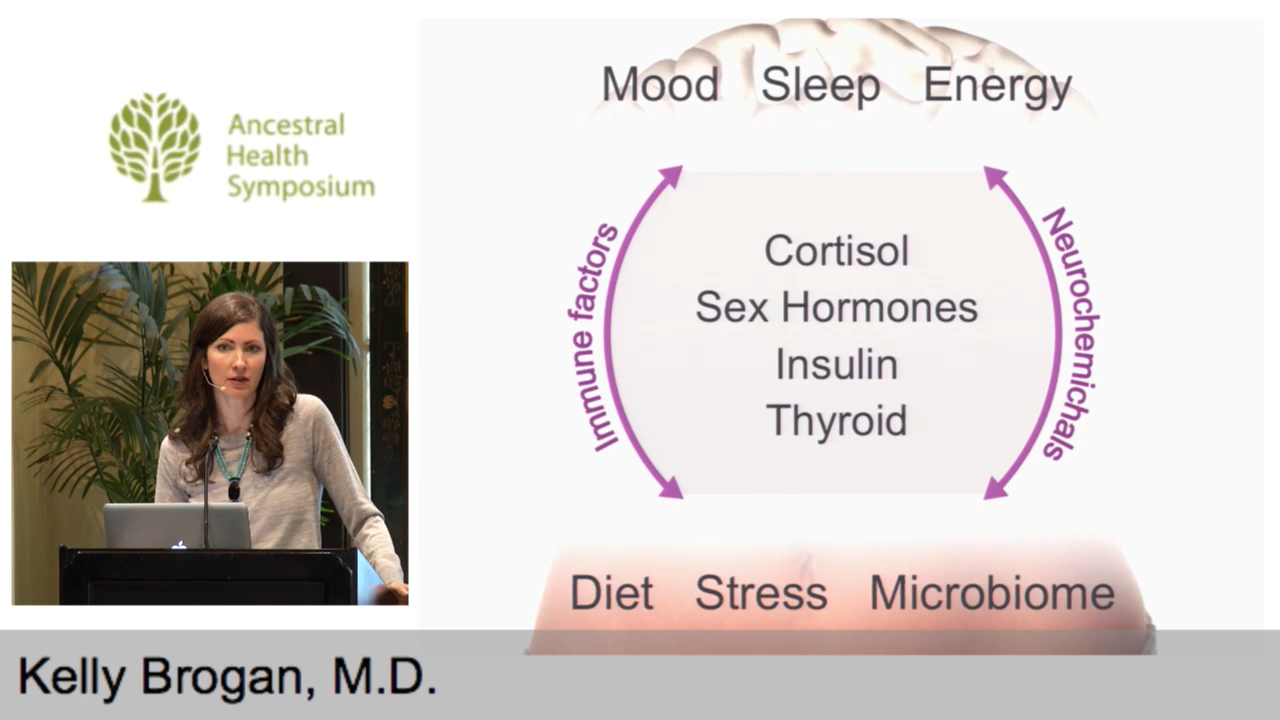 Ancestral
Health
Symposium
Mood Sleep Energy
Immune factors
Cortisol
Sex Hormones
Insulin
Thyroid
Neurochemichals
Diet Stress Microbiome
Kelly Brogan, M.D.